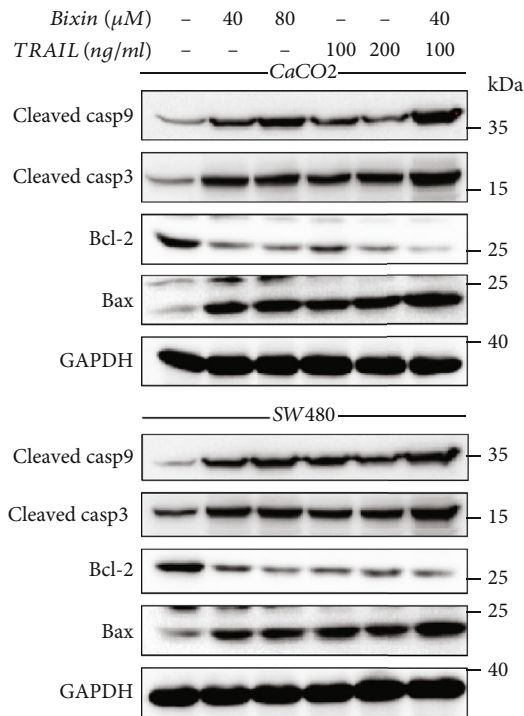 Bixin (μM) – 40 80 – – 40
TRAIL (ng/ml) – – – 100 200 100
CaCO2
kDa
Cleaved casp9
35
Cleaved casp3
15
Bcl-2
25
25
Bax
40
GAPDH
SW480
Cleaved casp9
35
Cleaved casp3
15
Bcl-2
25
25
Bax
40
GAPDH